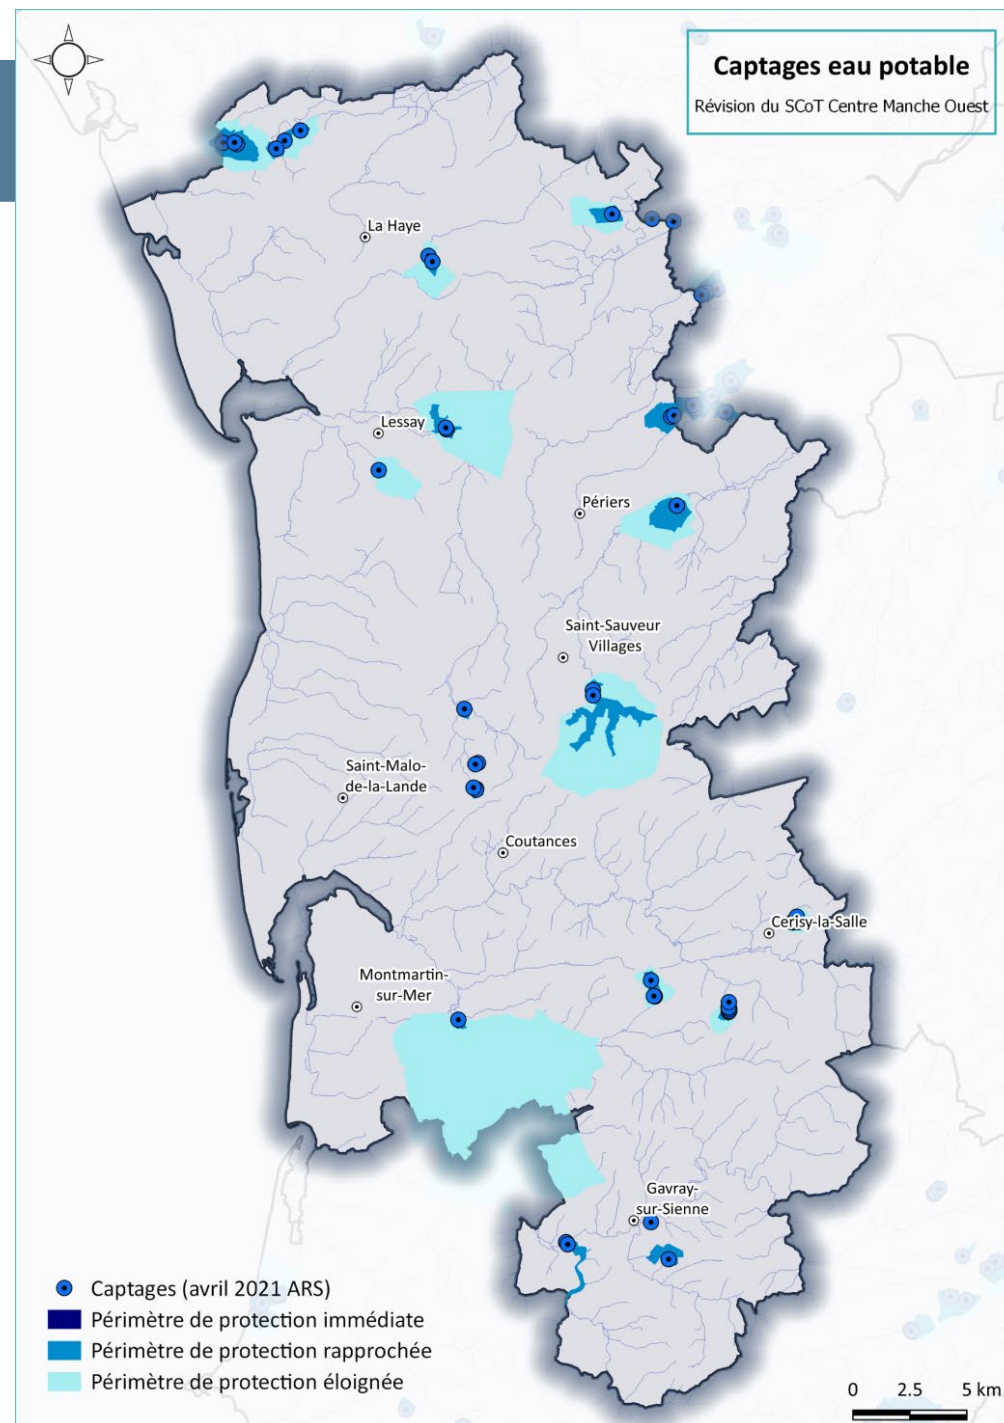 Captages eau potable
Révision du SCoT Centre Manche Ouest
La Haye
Lessay
Périers
Saint-Sauveur
Villages
Saint-Malo-
de-la-Lande
Coutances
Cerisy-la-Salle
Montmartin-
sur-Mer
Gavray-
sur-Sienne
Captages (avril 2021 ARS)
Périmètre de protection immédiate
Périmètre de protection rapprochée
Périmètre de protection éloignée
0 2.5 5 km